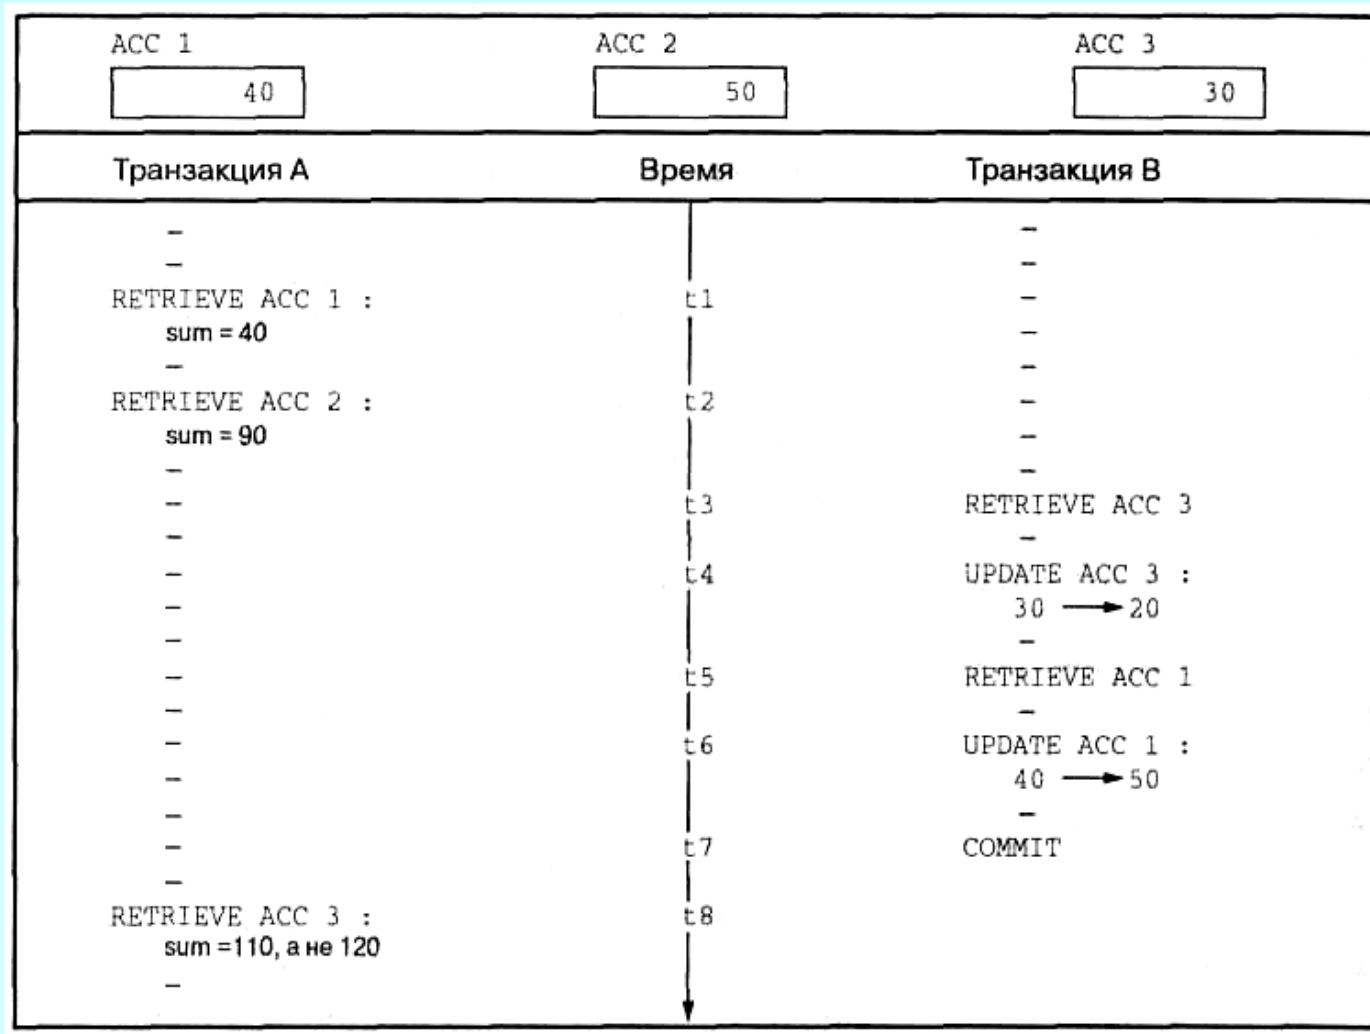 ACC 1 ACC 2 ACC 3
40 50 30
Транзакция А Время Транзакция В
– –
– –
RETRIEVE ACC 1 : t1 –
sum = 40 –
– –
RETRIEVE ACC 2 : t2 –
sum = 90 –
– –
– t3 RETRIEVE ACC 3
– –
– t4 UPDATE ACC 3 :
– 30 → 20
– –
– t5 RETRIEVE ACC 1
– –
– t6 UPDATE ACC 1 :
– 40 → 50
– –
– t7 COMMIT
–
RETRIEVE ACC 3 : t8
sum =110, а не 120
–